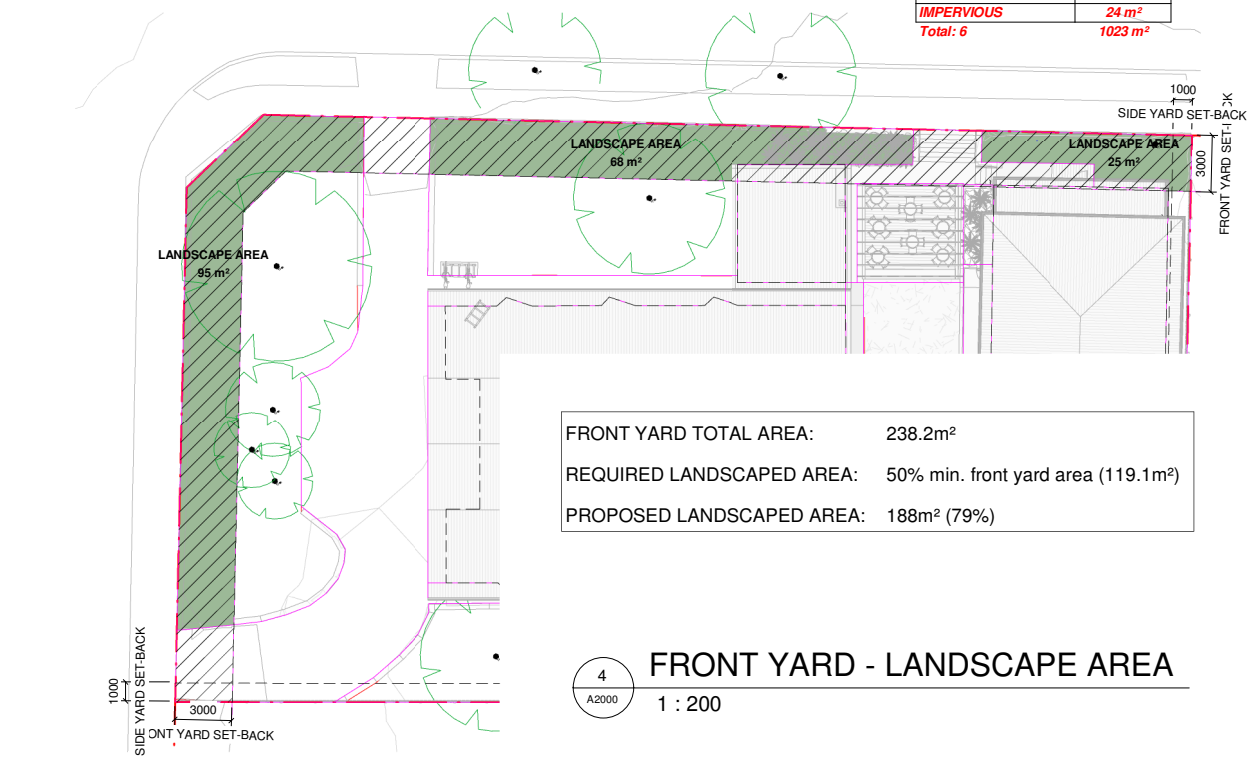 IMPERVIOUS 24 m²
Total: 6 1023 m²
1000
SIDE YARD SET-BACK
LANDSCAPE AREA
68 m²
LANDSCAPE AREA
25 m²
3000
FRONT YARD SET-
CK
LANDSCAPE AREA
95 m²
FRONT YARD TOTAL AREA: 238.2m²
REQUIRED LANDSCAPED AREA: 50% min. front yard area (119.1m²)
PROPOSED LANDSCAPED AREA: 188m² (79%)
4
A2000
FRONT YARD - LANDSCAPE AREA
1 : 200
1000
SIDE YARD SET-BACK
3000
ONT YARD SET-BACK